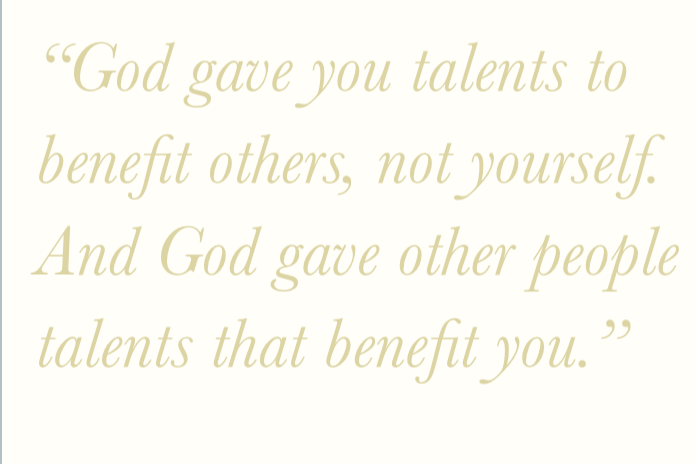 “God gave you talents to
benefit others, not yourself.
And God gave other people
talents that benefit you.”